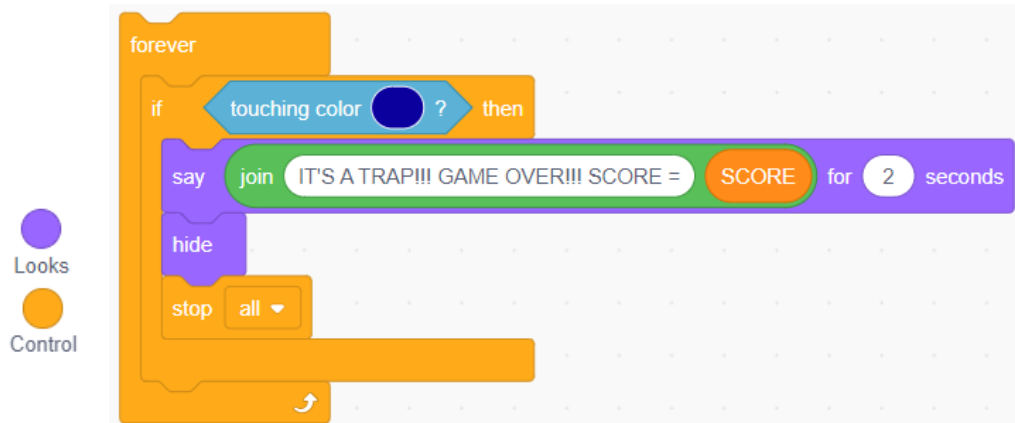 forever
if touching color ? then
say join IT'S A TRAP!!! GAME OVER!!! SCORE = SCORE for 2 seconds
hide
Looks
stop all
Control